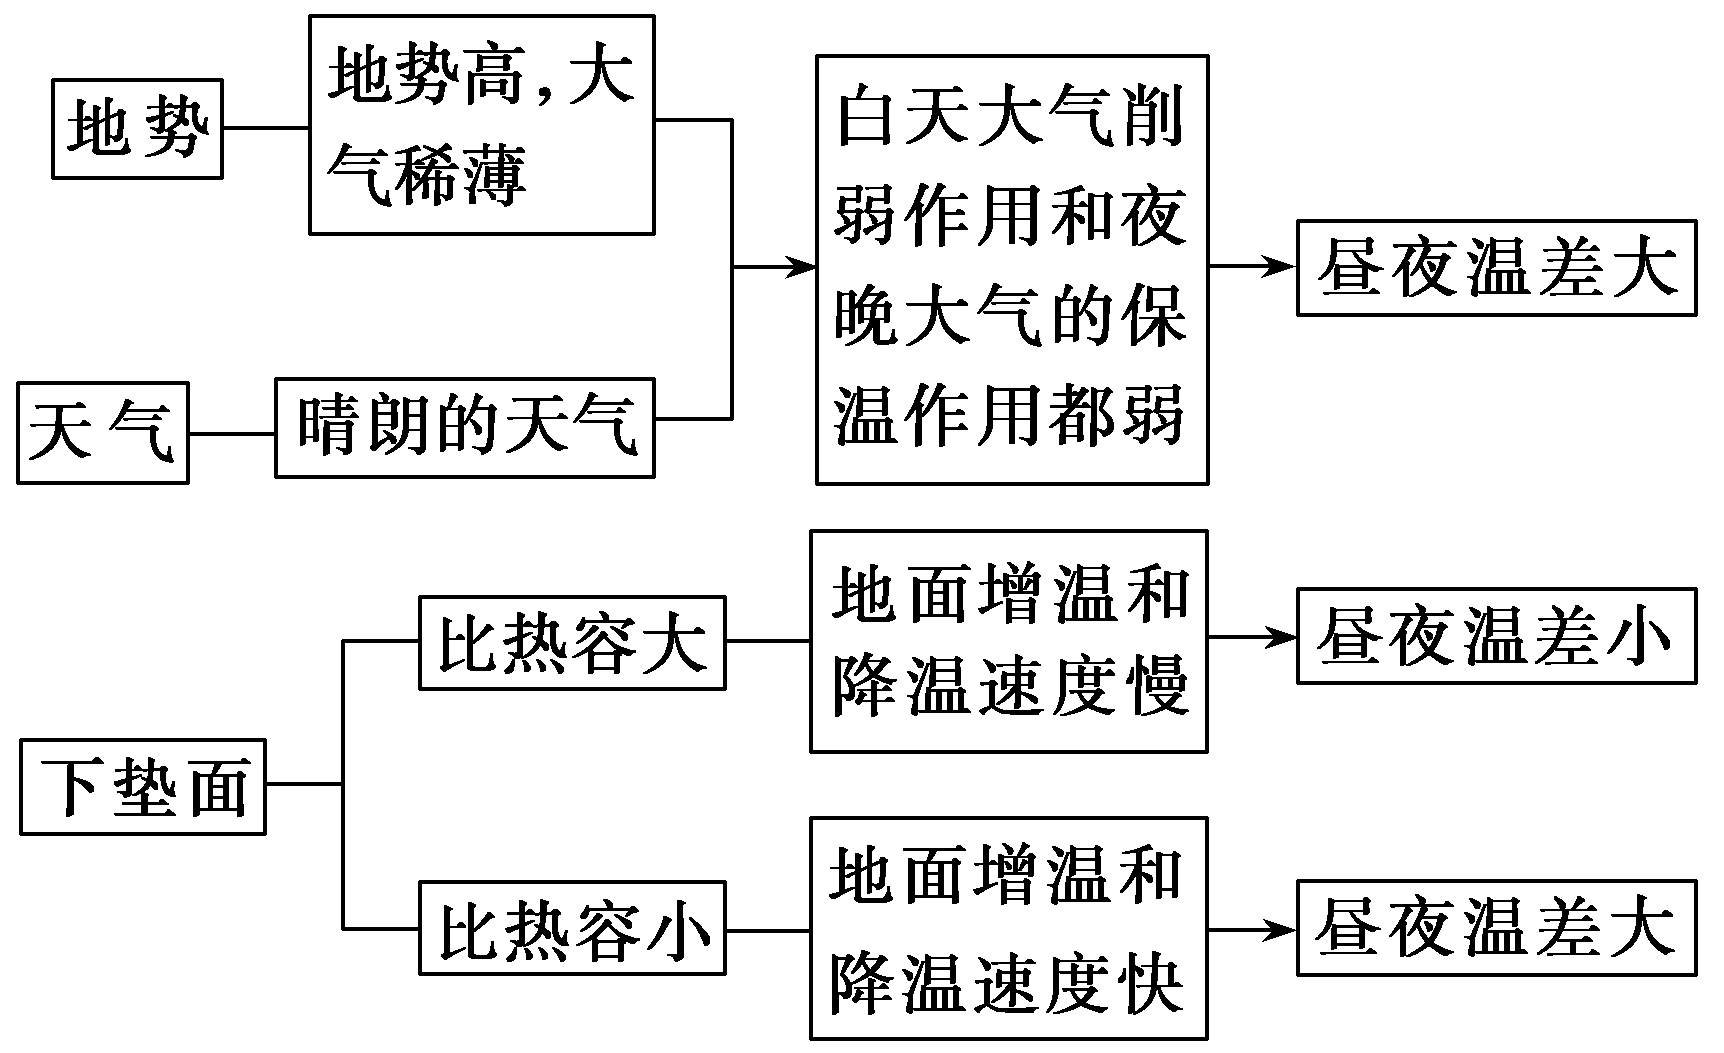 地势
地势高，大
气稀薄
天气
晴朗的天气
白天大气削
弱作用和夜
晚大气的保
温作用都弱
昼夜温差大
下垫面
比热容大
地面增温和
降温速度慢
昼夜温差小
比热容小
地面增温和
降温速度快
昼夜温差大